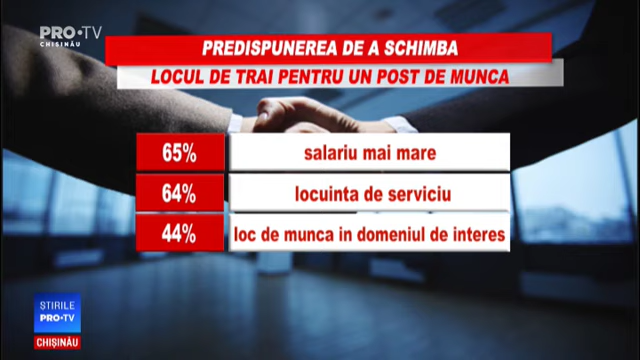 PRO•TV
CHIȘINĂU
PREDISPUNEREA DE A SCHIMBA
LOCUL DE TRAI PENTRU UN POST DE MUNCA
65% salariu mai mare
64% locuinta de serviciu
44% loc de munca in domeniul de interes
ȘTIRILE
PRO•TV
CHIȘINĂU